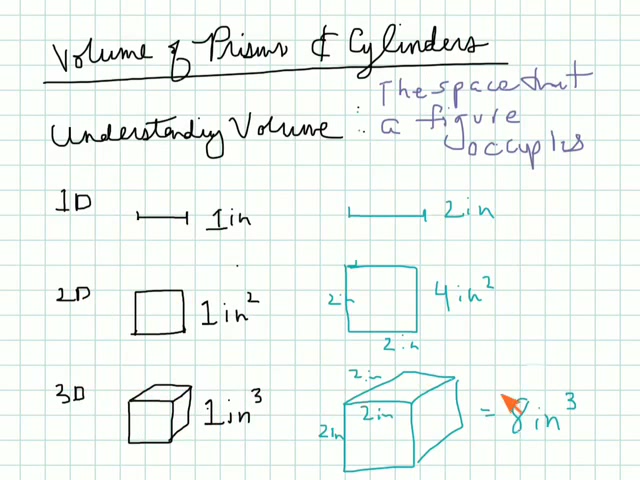 Volume of Prisms & Cylinders
Understanding Volume : The space that
a figure
occupies
1D 1in 2in
2D 1in² 2in 4in²
2in
3D 1in³ 2in 2in 2in = 8in³